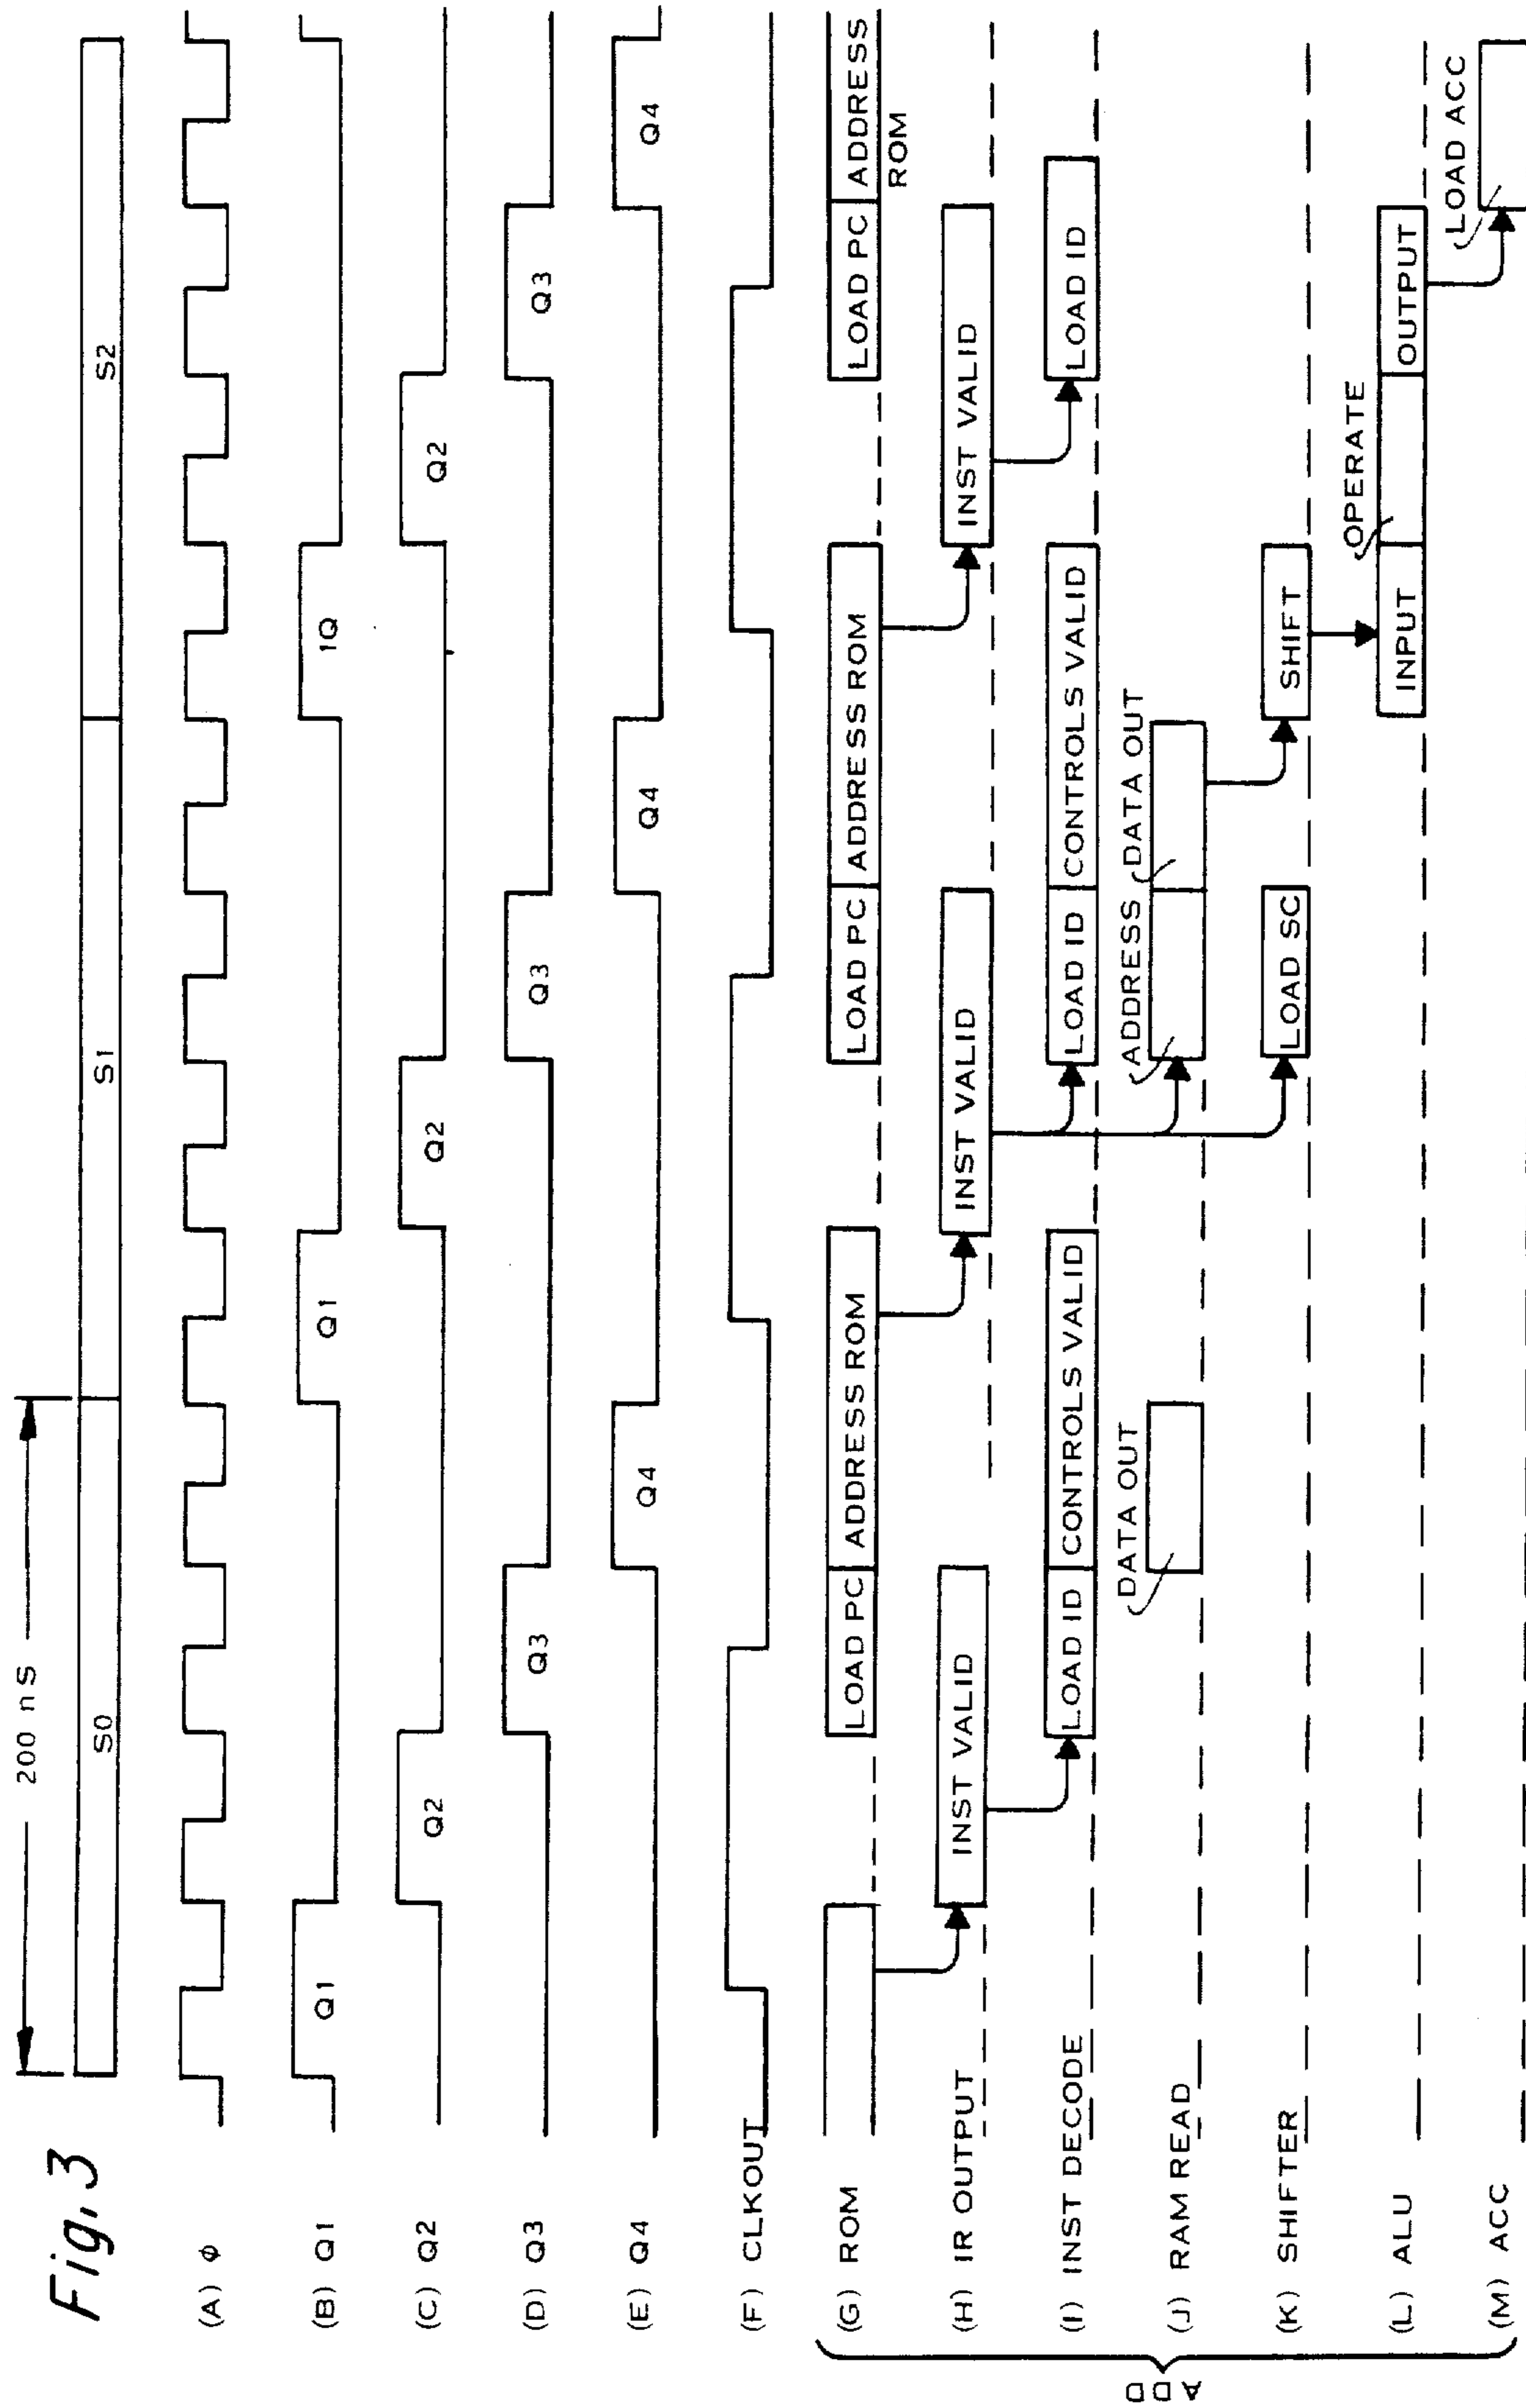 Fig. 3
200 nS
S0 S1 S2
(A) φ
(B) Q1 Q1 Q1 1Q
(C) Q2 Q2 Q2 Q2
(D) Q3 Q3 Q3 Q3
(E) Q4 Q4 Q4 Q4
(F) CLKOUT
(G) ROM LOAD PC ADDRESS ROM LOAD PC ADDRESS ROM LOAD PC ADDRESS
ROM
(H) IR OUTPUT INST VALID INST VALID INST VALID
(I) INST DECODE LOAD ID CONTROLS VALID LOAD ID CONTROLS VALID LOAD ID
DATA OUT ADDRESS DATA OUT
(J) RAM READ
ADD
(K) SHIFTER LOAD SC SHIFT
OPERATE
(L) ALU INPUT OUTPUT
LOAD ACC
(M) ACC